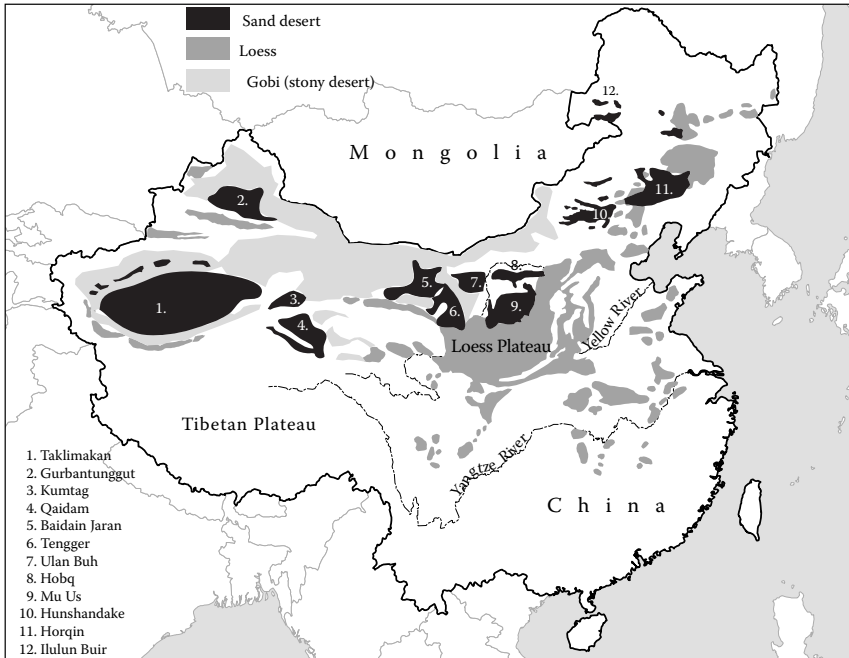 Sand desert
Loess
Gobi (stony desert)
12.
Mongolia
2.
11.
10.
8.
5.
7.
3.
6.
9.
1.
4.
Yellow River
Loess Plateau
Tibetan Plateau
Yangtze River
China
1. Taklimakan
2. Gurbantunggut
3. Kumtag
4. Qaidam
5. Baidain Jaran
6. Tengger
7. Ulan Buh
8. Hobq
9. Mu Us
10. Hunshandake
11. Horqin
12. Ilulun Buir